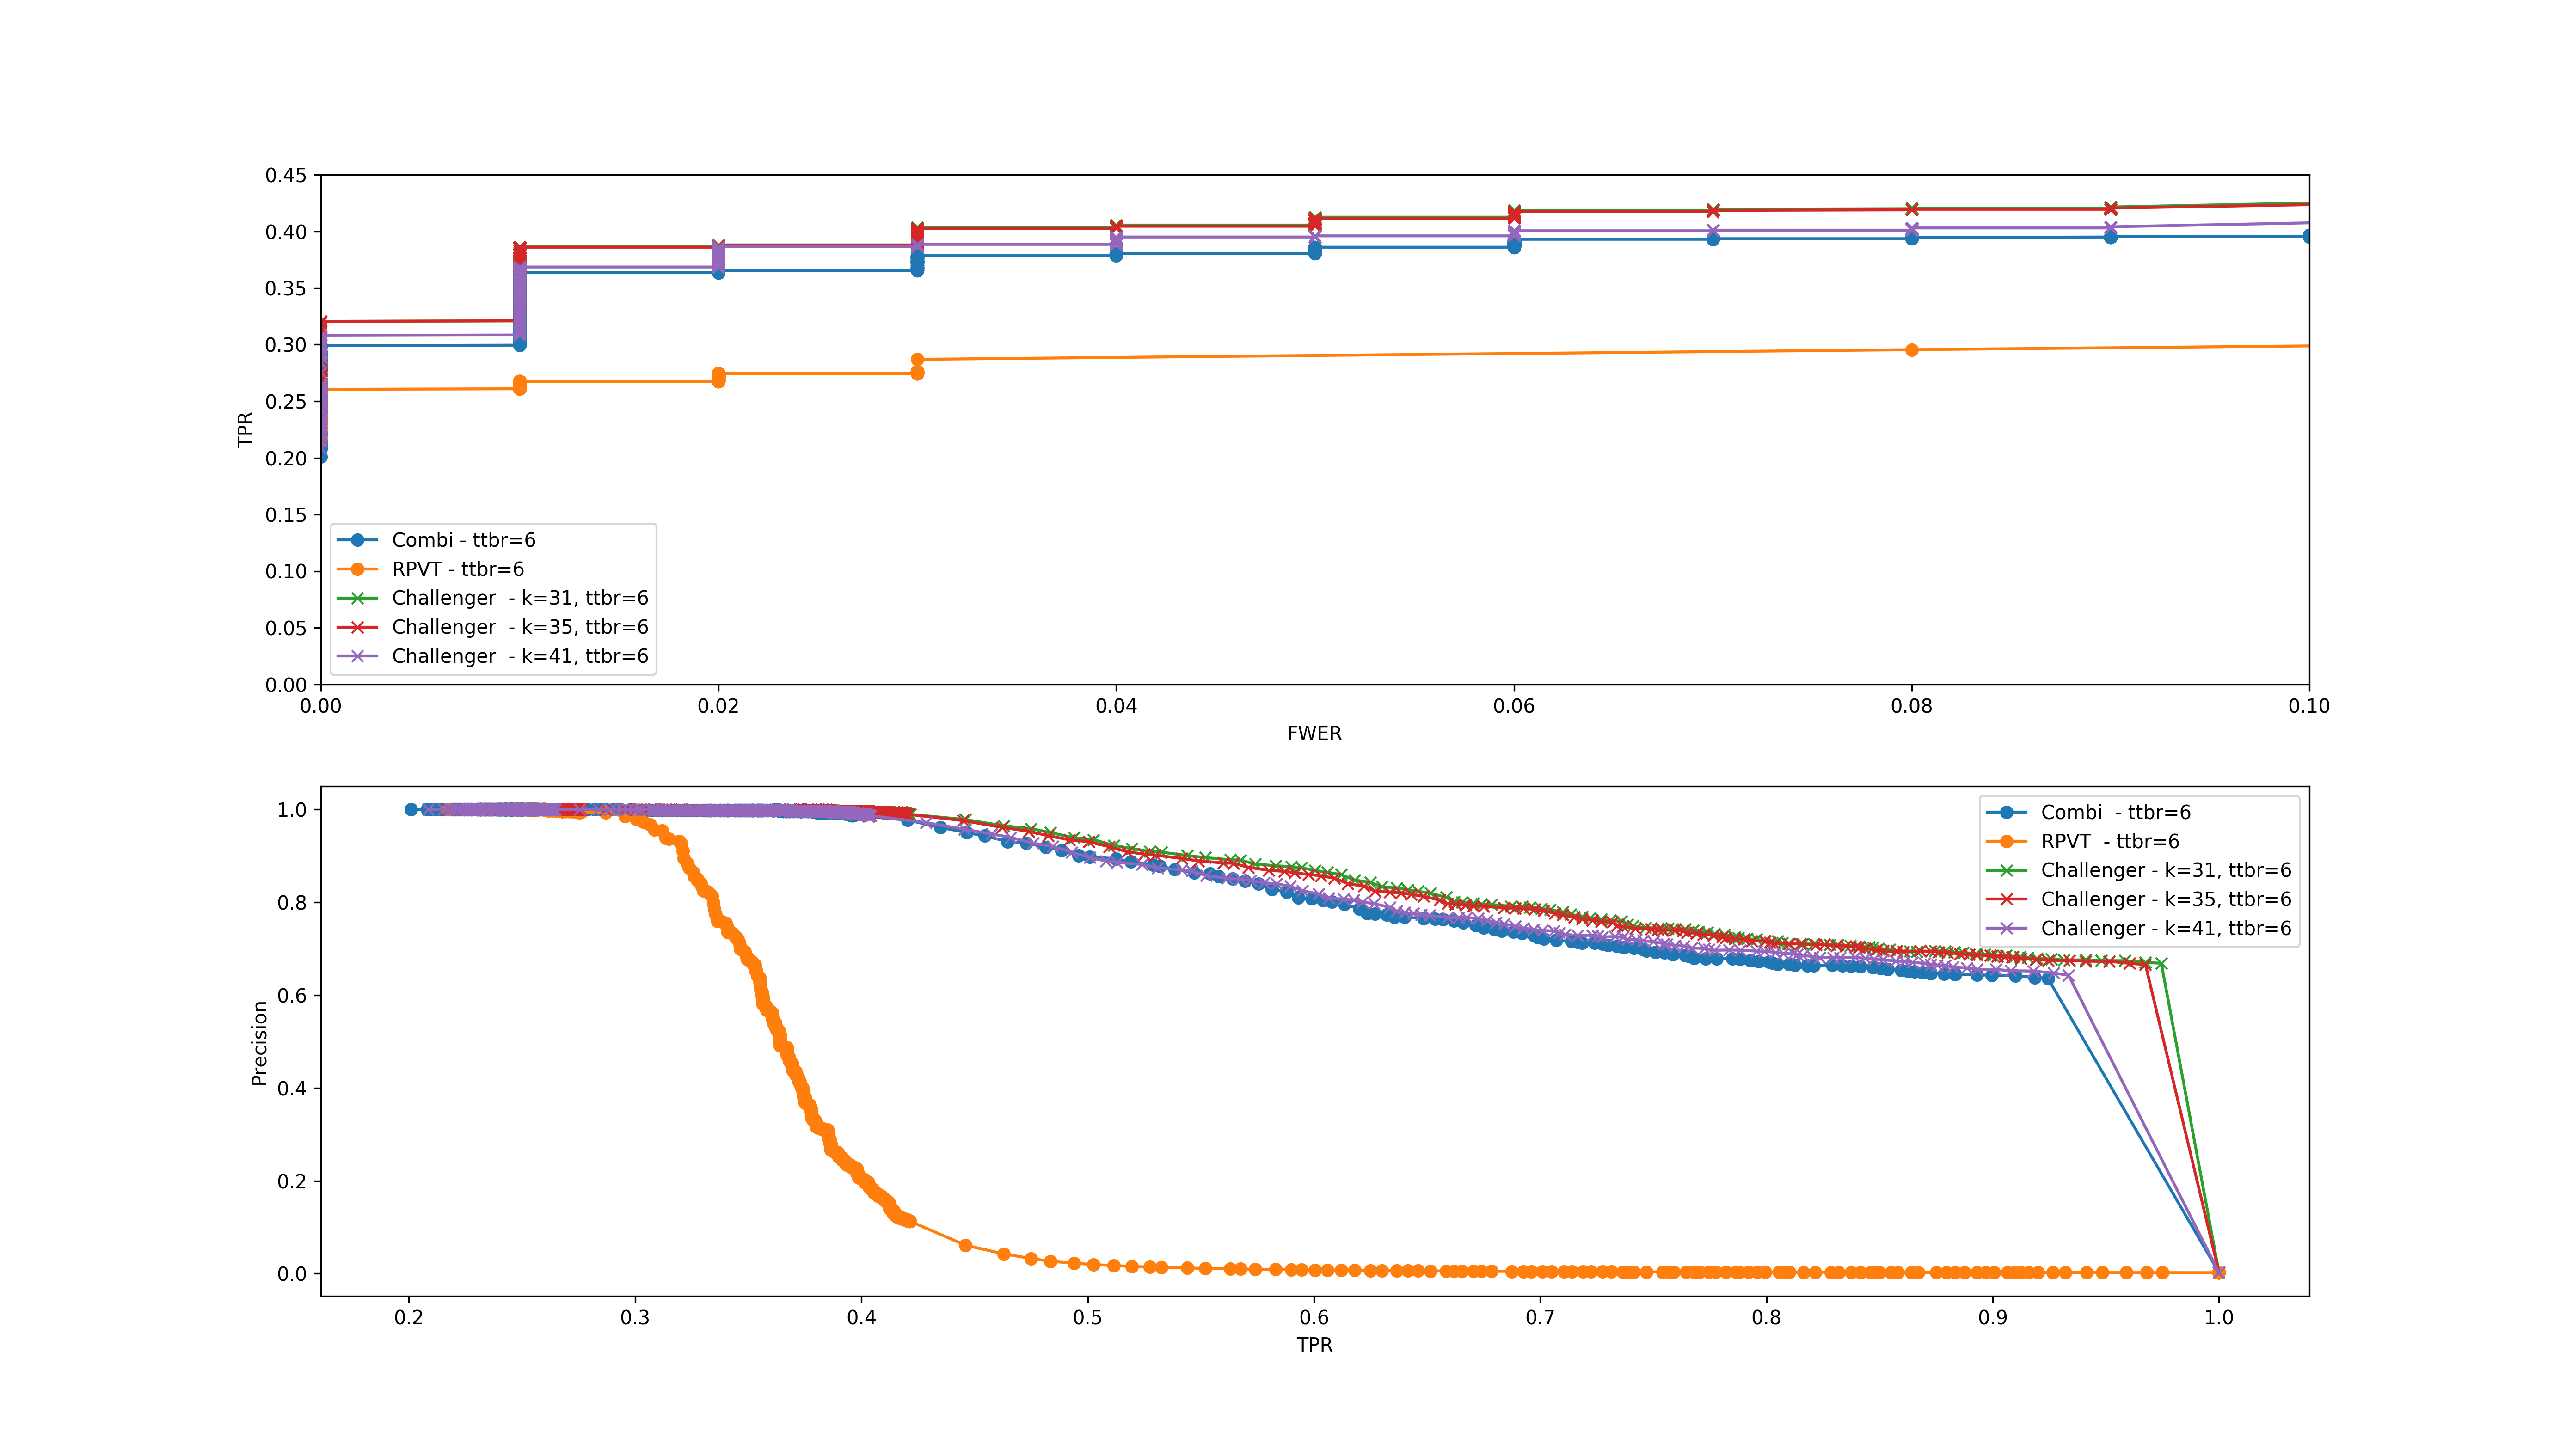 0.45
0.40
0.35
0.30
0.25
0.20
0.15
0.10
0.05
0.00
TPR
Combi - ttbr=6
RPVT - ttbr=6
Challenger  - k=31, ttbr=6
Challenger  - k=35, ttbr=6
Challenger  - k=41, ttbr=6
0.00 0.02 0.04 0.06 0.08 0.10
FWER
1.0
0.8
0.6
0.4
0.2
0.0
Precision
Combi  - ttbr=6
RPVT  - ttbr=6
Challenger - k=31, ttbr=6
Challenger - k=35, ttbr=6
Challenger - k=41, ttbr=6
0.2 0.3 0.4 0.5 0.6 0.7 0.8 0.9 1.0
TPR